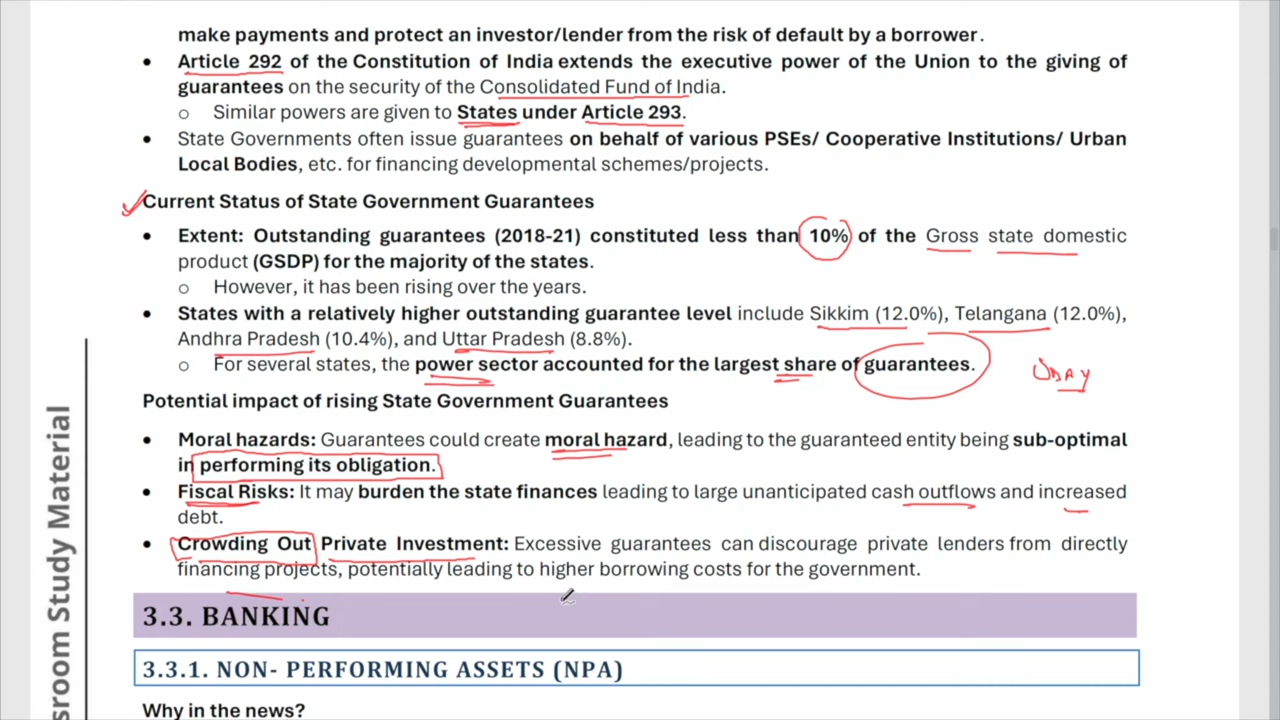 make payments and protect an investor/lender from the risk of default by a borrower.
• Article 292 of the Constitution of India extends the executive power of the Union to the giving of
guarantees on the security of the Consolidated Fund of India.
o Similar powers are given to States under Article 293.
• State Governments often issue guarantees on behalf of various PSEs/ Cooperative Institutions/ Urban
Local Bodies, etc. for financing developmental schemes/projects.
Current Status of State Government Guarantees
• Extent: Outstanding guarantees (2018-21) constituted less than 10% of the Gross state domestic
product (GSDP) for the majority of the states.
o However, it has been rising over the years.
• States with a relatively higher outstanding guarantee level include Sikkim (12.0%), Telangana (12.0%),
Andhra Pradesh (10.4%), and Uttar Pradesh (8.8%).
o For several states, the power sector accounted for the largest share of guarantees.
UDAY
Potential impact of rising State Government Guarantees
• Moral hazards: Guarantees could create moral hazard, leading to the guaranteed entity being sub-optimal
in performing its obligation.
• Fiscal Risks: It may burden the state finances leading to large unanticipated cash outflows and increased
debt.
• Crowding Out Private Investment: Excessive guarantees can discourage private lenders from directly
financing projects, potentially leading to higher borrowing costs for the government.
3.3. BANKING
3.3.1. NON- PERFORMING ASSETS (NPA)
Why in the news?
sroom Study Material